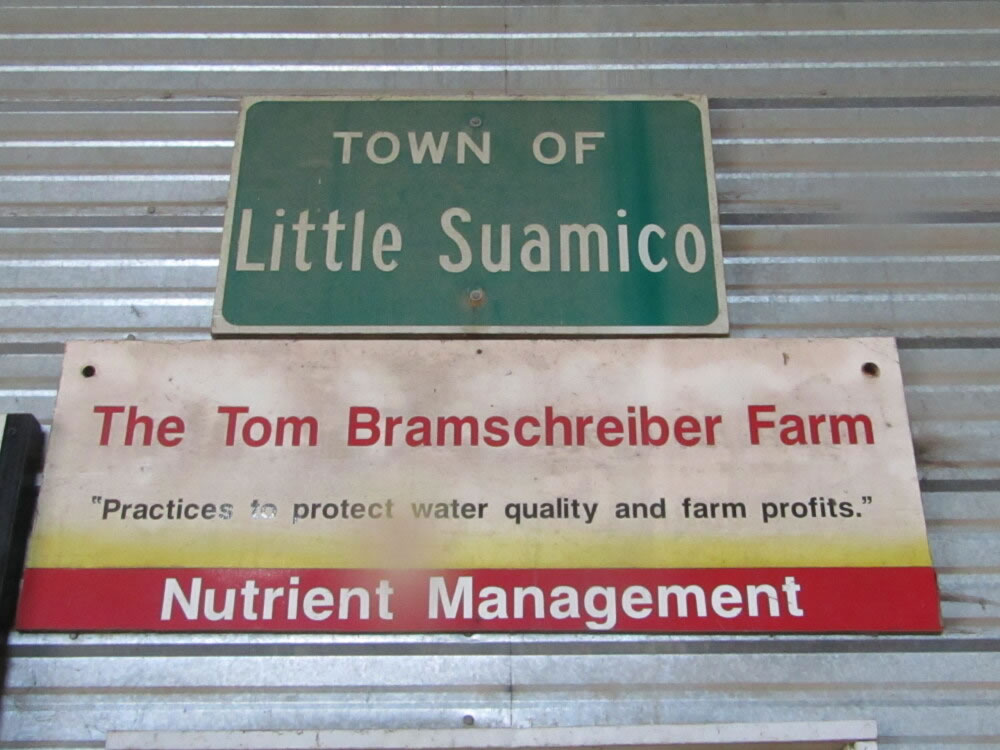 TOWN OF
Little Suamico
The Tom Bramschreiber Farm
"Practices to protect water quality and farm profits."
Nutrient Management